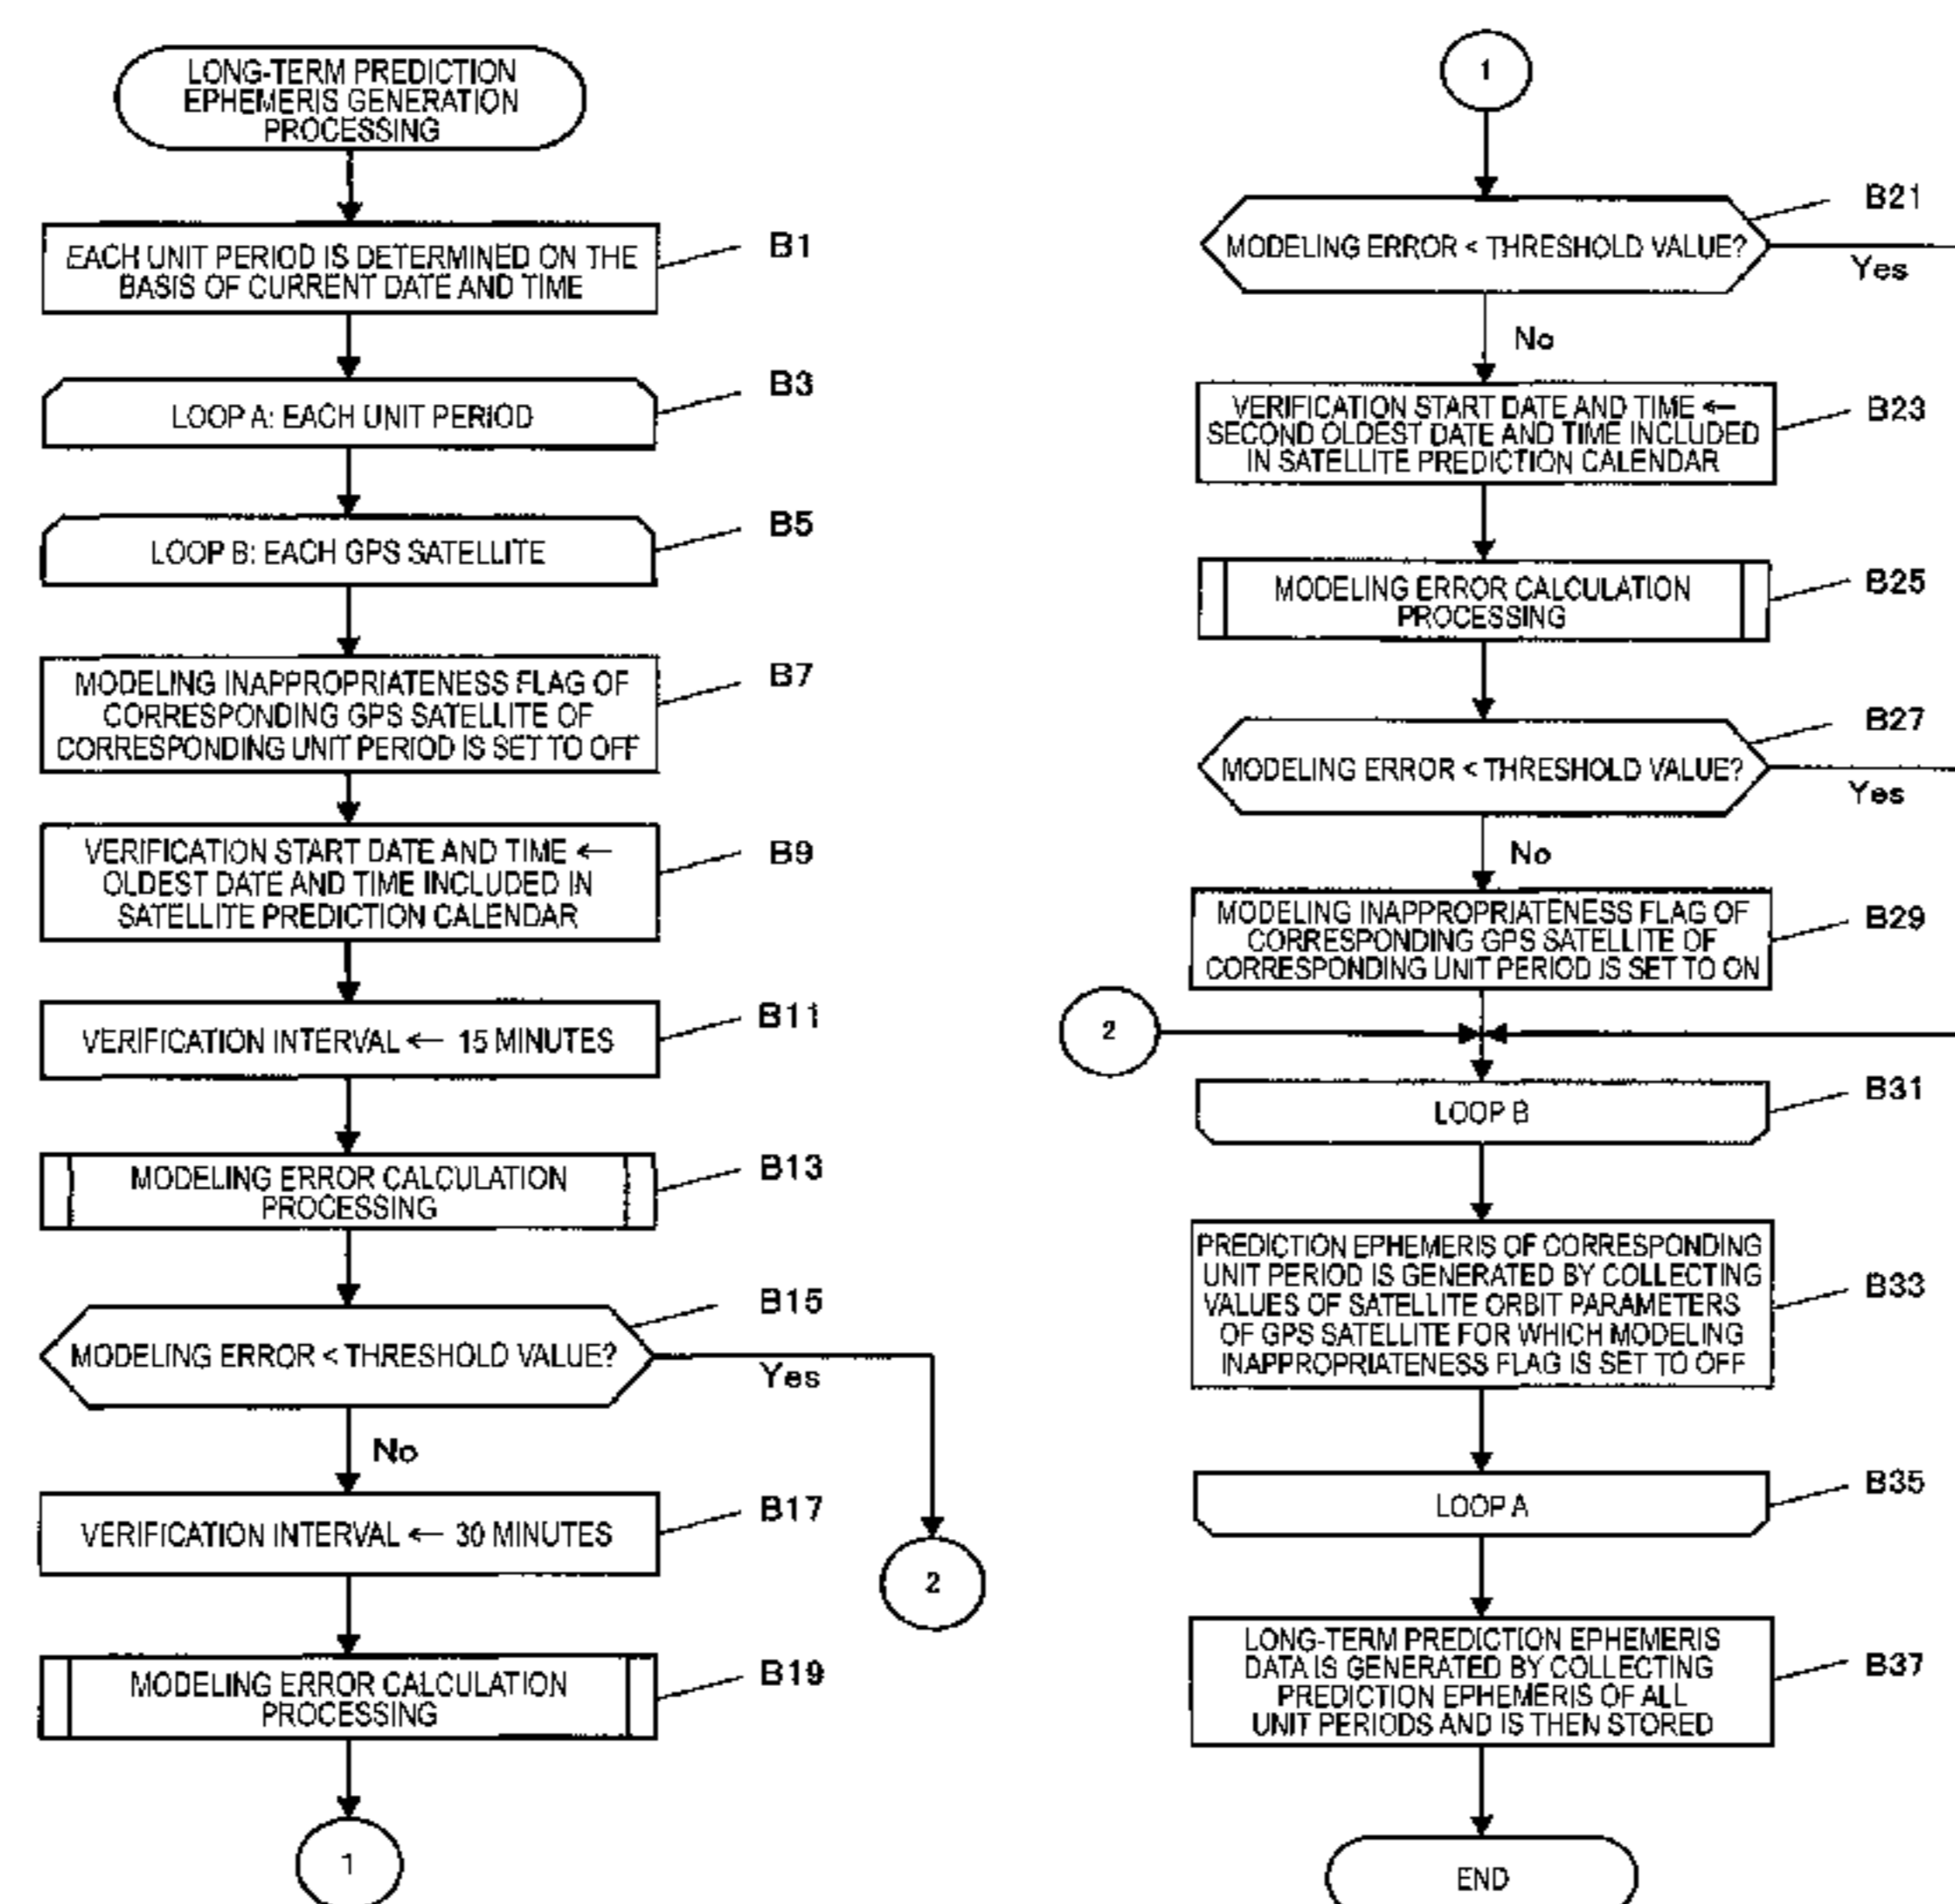 LONG-TERM PREDICTION
EPHEMERIS GENERATION
PROCESSING
EACH UNIT PERIOD IS DETERMINED ON THE
BASIS OF CURRENT DATE AND TIME
B1
LOOP A: EACH UNIT PERIOD
B3
LOOP B: EACH GPS SATELLITE
B5
MODELING INAPPROPRIATENESS FLAG OF
CORRESPONDING GPS SATELLITE OF
CORRESPONDING UNIT PERIOD IS SET TO OFF
B7
VERIFICATION START DATE AND TIME ←
OLDEST DATE AND TIME INCLUDED IN
SATELLITE PREDICTION CALENDAR
B9
VERIFICATION INTERVAL ← 15 MINUTES
B11
MODELING ERROR CALCULATION
PROCESSING
B13
MODELING ERROR < THRESHOLD VALUE?
B15
Yes
No
2
VERIFICATION INTERVAL ← 30 MINUTES
B17
MODELING ERROR CALCULATION
PROCESSING
B19
1
1
MODELING ERROR < THRESHOLD VALUE?
B21
Yes
No
VERIFICATION START DATE AND TIME ←
SECOND OLDEST DATE AND TIME INCLUDED
IN SATELLITE PREDICTION CALENDAR
B23
MODELING ERROR CALCULATION
PROCESSING
B25
MODELING ERROR < THRESHOLD VALUE?
B27
Yes
No
MODELING INAPPROPRIATENESS FLAG OF
CORRESPONDING GPS SATELLITE OF
CORRESPONDING UNIT PERIOD IS SET TO ON
B29
2
LOOP B
B31
PREDICTION EPHEMERIS OF CORRESPONDING
UNIT PERIOD IS GENERATED BY COLLECTING
VALUES OF SATELLITE ORBIT PARAMETERS
OF GPS SATELLITE FOR WHICH MODELING
INAPPROPRIATENESS FLAG IS SET TO OFF
B33
LOOP A
B35
LONG-TERM PREDICTION EPHEMERIS
DATA IS GENERATED BY COLLECTING
PREDICTION EPHEMERIS OF ALL
UNIT PERIODS AND IS THEN STORED
B37
END